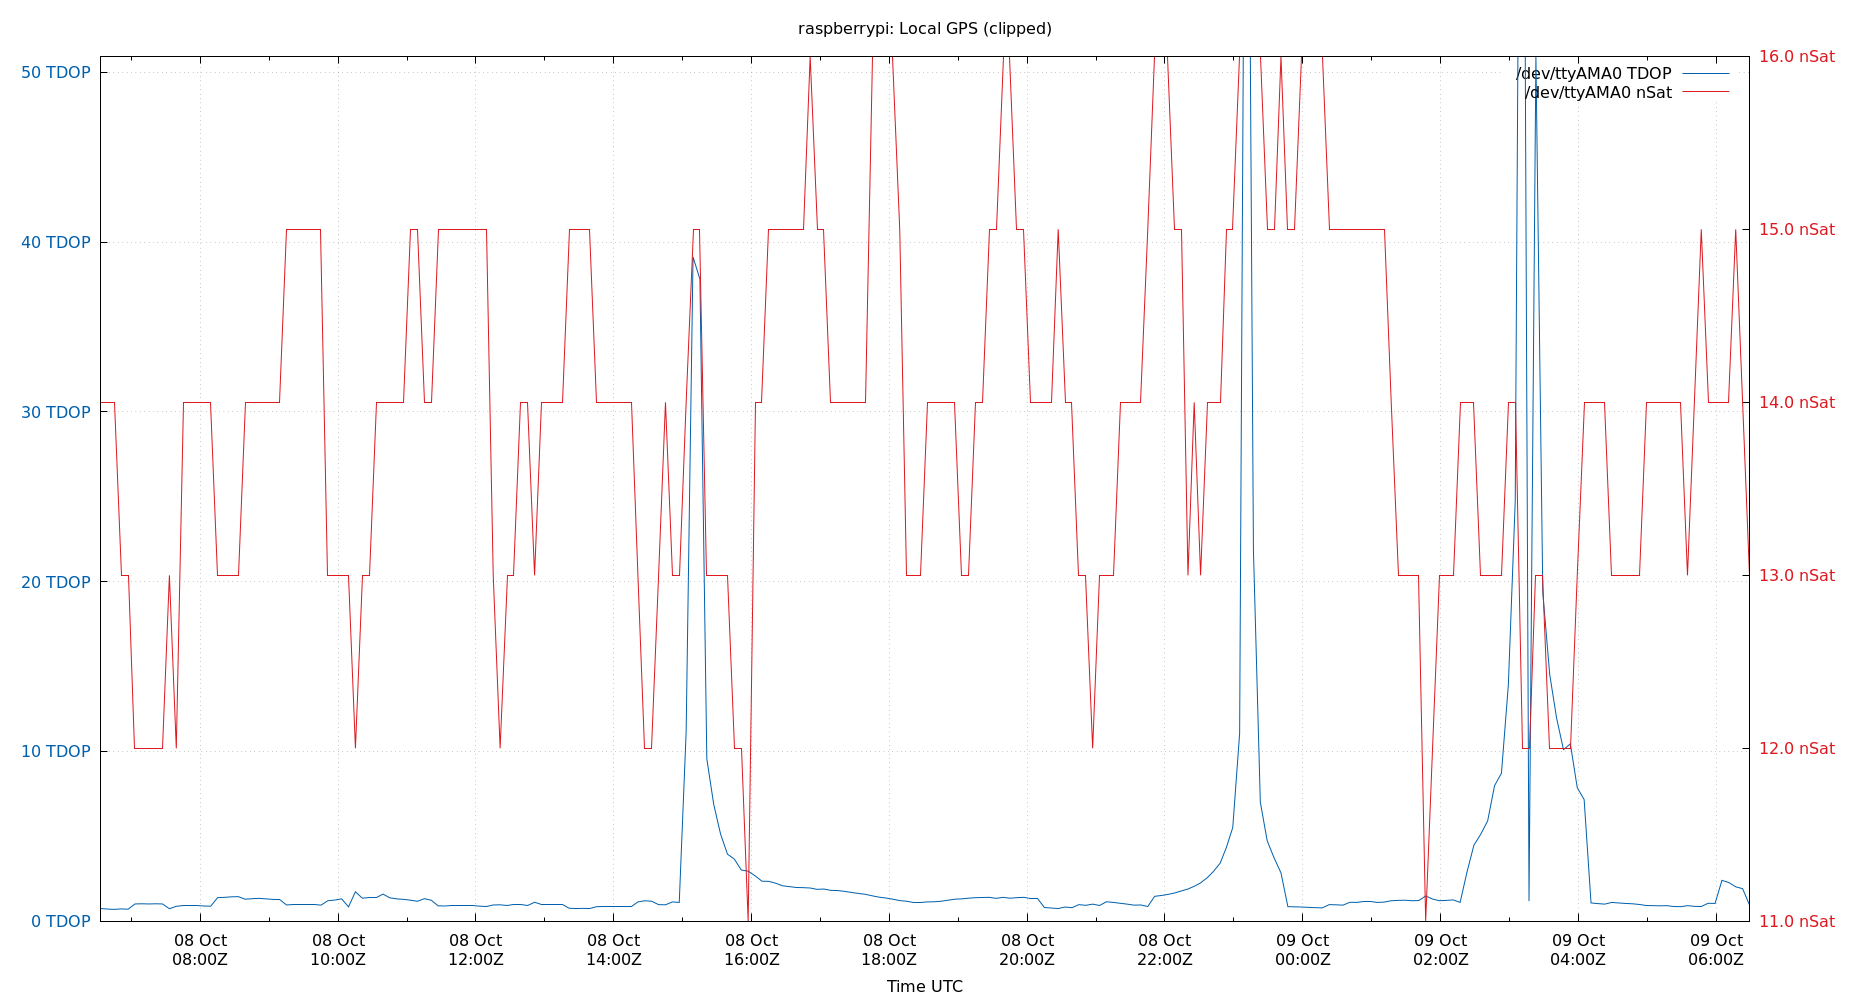 raspberrypi: Local GPS (clipped)
50 TDOP
40 TDOP
30 TDOP
20 TDOP
10 TDOP
0 TDOP
16.0 nSat
15.0 nSat
14.0 nSat
13.0 nSat
12.0 nSat
11.0 nSat
/dev/ttyAMA0 TDOP
/dev/ttyAMA0 nSat
08 Oct
08:00Z
08 Oct
10:00Z
08 Oct
12:00Z
08 Oct
14:00Z
08 Oct
16:00Z
08 Oct
18:00Z
08 Oct
20:00Z
08 Oct
22:00Z
09 Oct
00:00Z
09 Oct
02:00Z
09 Oct
04:00Z
09 Oct
06:00Z
Time UTC